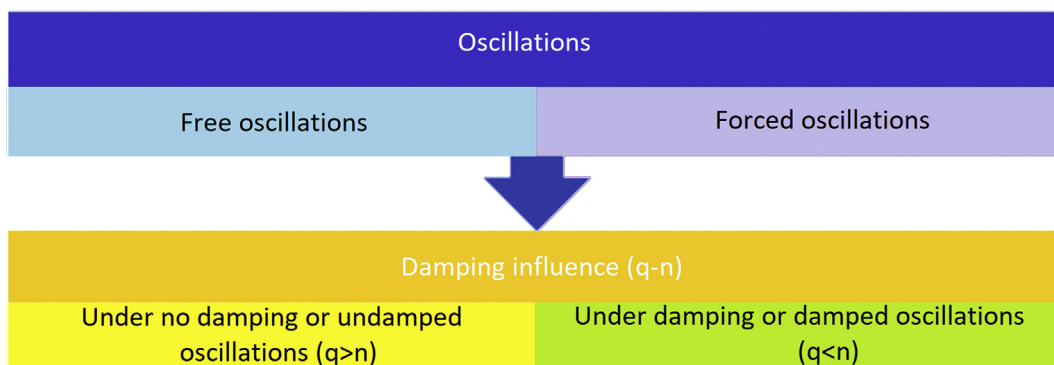 Oscillations
Free oscillations
Forced oscillations
Damping influence (q-n)
Under no damping or undamped
oscillations (q>n)
Under damping or damped oscillations
(q<n)